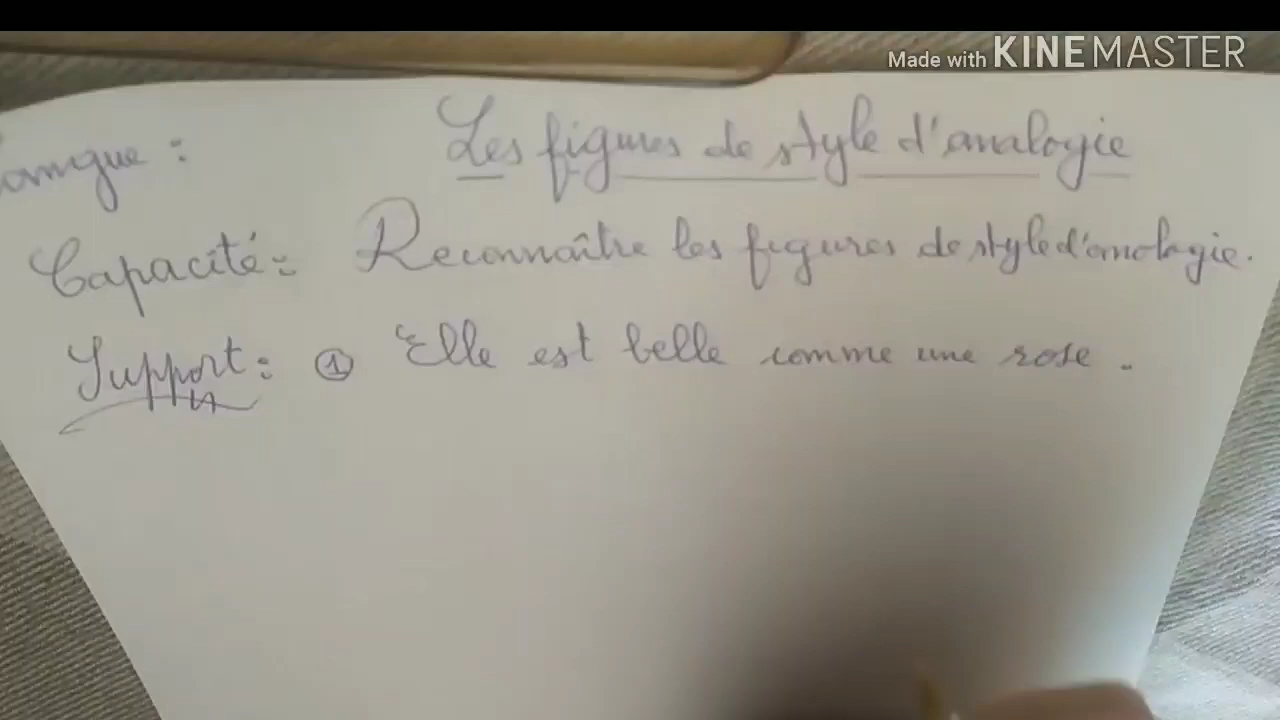 Made with KINEMASTER
Langue : Les figures de style d'analogie
Capacité : Reconnaître les figures de style d'analogie.
Support : ① Elle est belle comme une rose .